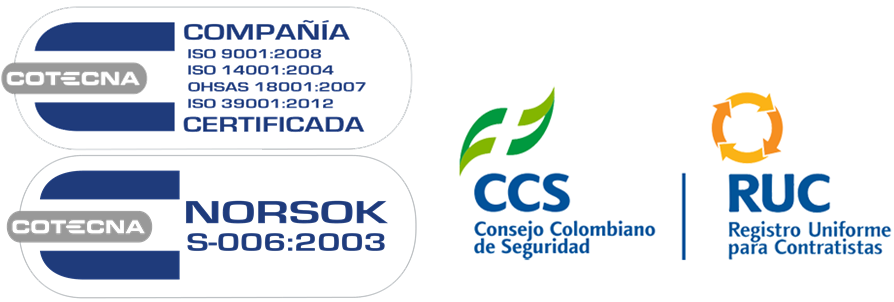 COMPAÑÍA
ISO 9001:2008
ISO 14001:2004
OHSAS 18001:2007
ISO 39001:2012
CERTIFICADA
COTECNA
NORSOK
S-006:2003
COTECNA
CCS
Consejo Colombiano
de Seguridad
RUC
Registro Uniforme
para Contratistas